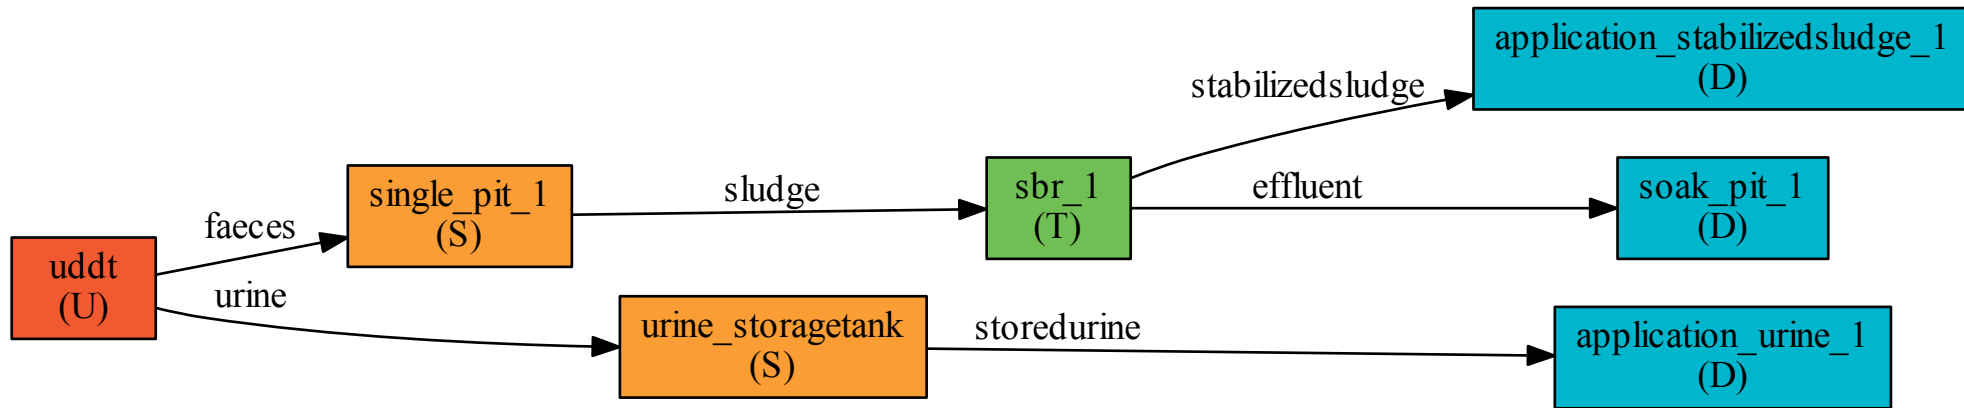 uddt
(U)
faeces
urine
single_pit_1
(S)
urine_storagetank
(S)
sludge
storedurine
sbr_1
(T)
stabilizedsludge
effluent
application_stabilizedsludge_1
(D)
soak_pit_1
(D)
application_urine_1
(D)